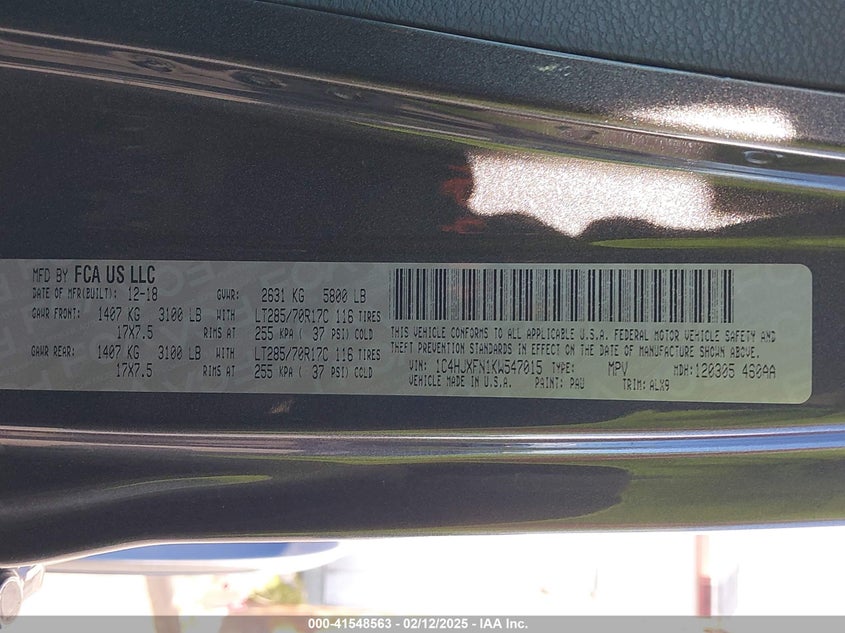 MFD BY FCA US LLC
DATE OF MFR(BUILT): 12-18 GVWR: 2631 KG 5800 LB
GAWR FRONT: 1407 KG 3100 LB WITH LT285/70R17C 116 TIRES
17X7.5 RIMS AT 255 KPA ( 37 PSI) COLD
GAWR REAR: 1407 KG 3100 LB WITH LT285/70R17C 116 TIRES
17X7.5 RIMS AT 255 KPA ( 37 PSI) COLD
THIS VEHICLE CONFORMS TO ALL APPLICABLE U.S.A. FEDERAL MOTOR VEHICLE SAFETY AND
THEFT PREVENTION STANDARDS IN EFFECT ON THE DATE OF MANUFACTURE SHOWN ABOVE.
VIN: 1C4HJXFN1KW547015 TYPE: MPV MDH: 120305 460AA
VEHICLE MADE IN U.S.A. PAINT: PAU TRIM: ALX9
000-41548563 - 02/12/2025 - IAA Inc.